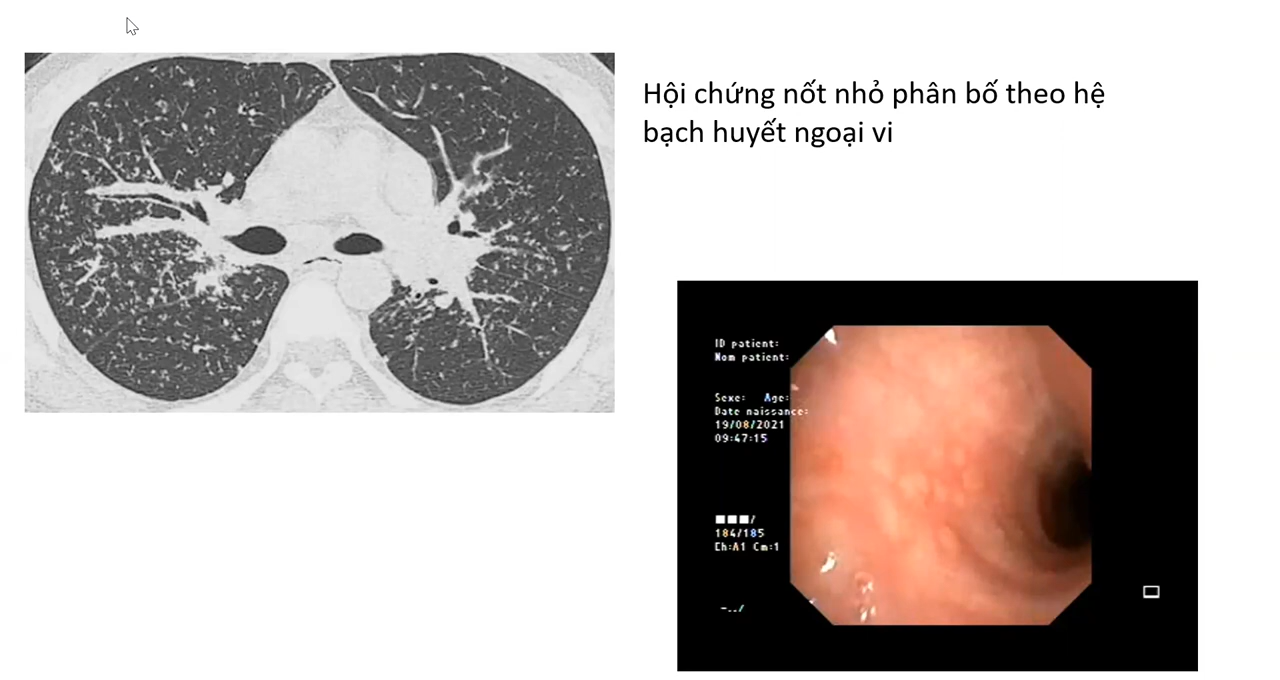 Hội chứng nốt nhỏ phân bố theo hệ
bạch huyết ngoại vi
ID patient:
Nom patient:
Sexe: Age:
Date naissance:
19/08/2021
09:47:15
■■■/
184/185
Eh:A1 Cm:1
-../